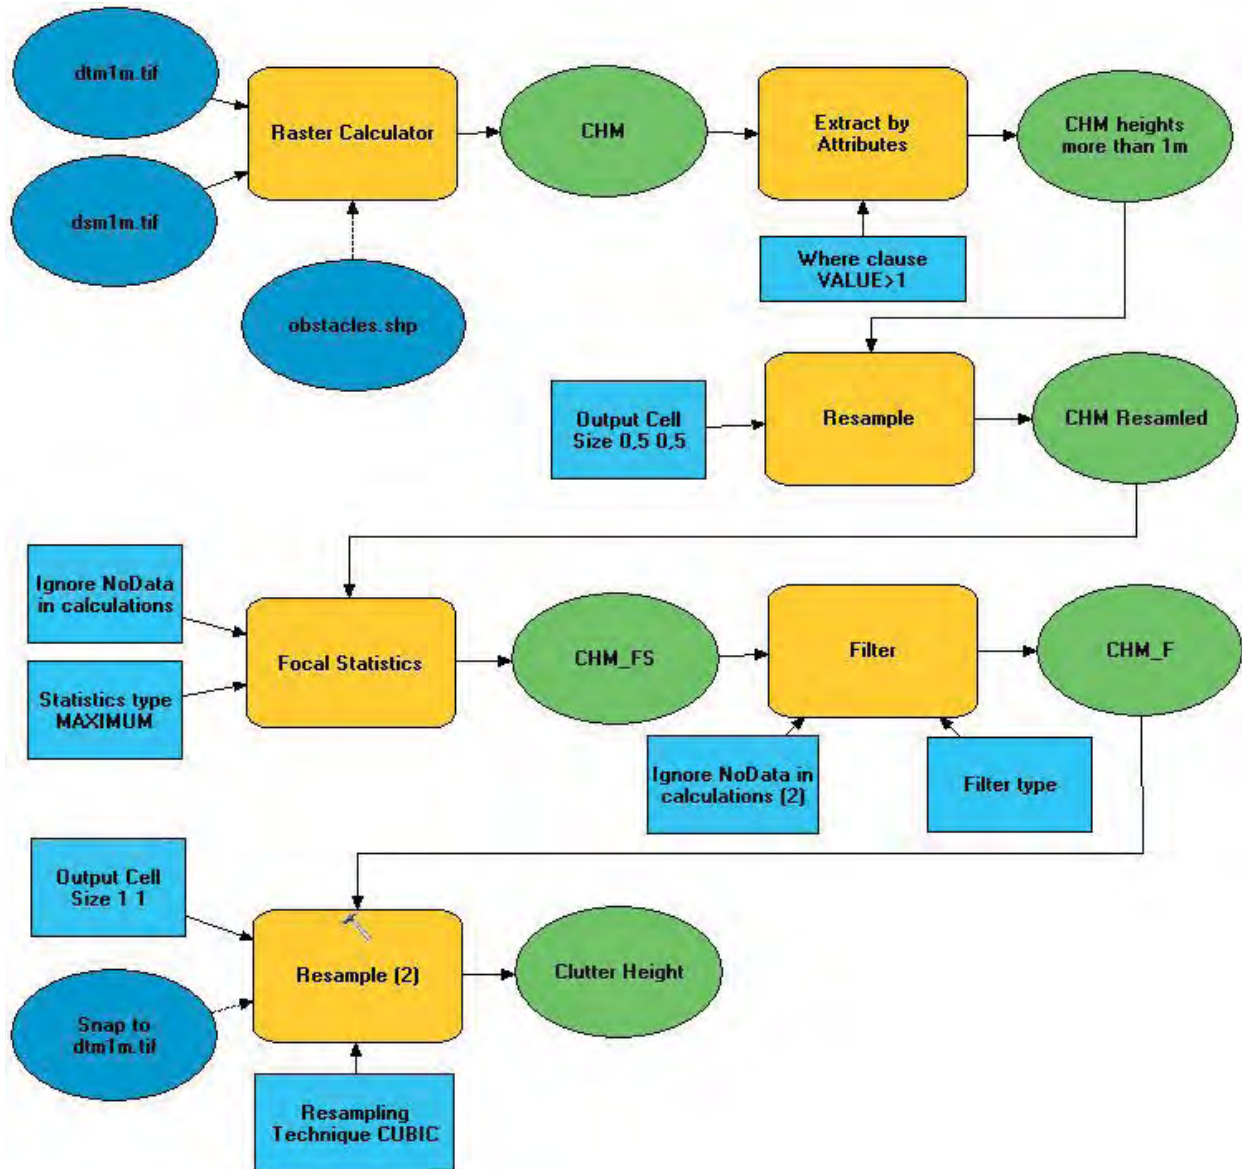 dtm1m.tif
Raster Calculator
CHM
Extract by
Attributes
CHM heights
more than 1m
dsm1m.tif
Where clause
VALUE>1
obstacles.shp
Output Cell
Size 0,5 0,5
Resample
CHM Resamled
Ignore NoData
in calculations
Focal Statistics
CHM_FS
Filter
CHM_F
Statistics type
MAXIMUM
Ignore NoData in
calculations (2)
Filter type
Output Cell
Size 1 1
Resample (2)
Clutter Height
Snap to
dtm1m.tif
Resampling
Technique CUBIC